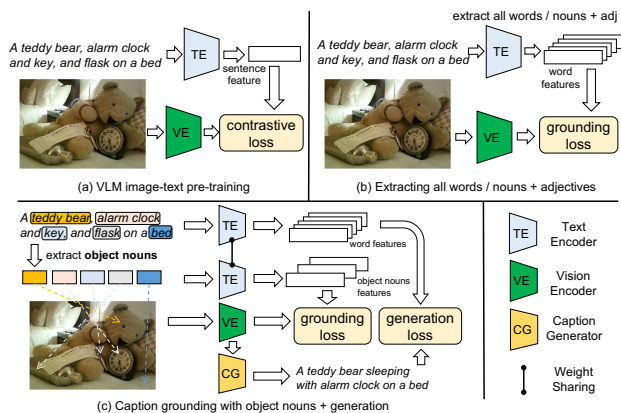 A teddy bear, alarm clock
and key, and flask on a bed
TE
sentence
feature
VE
contrastive
loss
(a) VLM image-text pre-training
extract all words / nouns + adj
A teddy bear, alarm clock
and key, and flask on a bed
TE
word
features
VE
grounding
loss
(b) Extracting all words / nouns + adjectives
A teddy bear, alarm clock
and key, and flask on a bed
extract object nouns
TE
word features
TE
object nouns
features
VE
grounding
loss
generation
loss
CG
A teddy bear sleeping
with alarm clock on a bed
(c) Caption grounding with object nouns + generation
TE
Text
Encoder
VE
Vision
Encoder
CG
Caption
Generator
Weight
Sharing